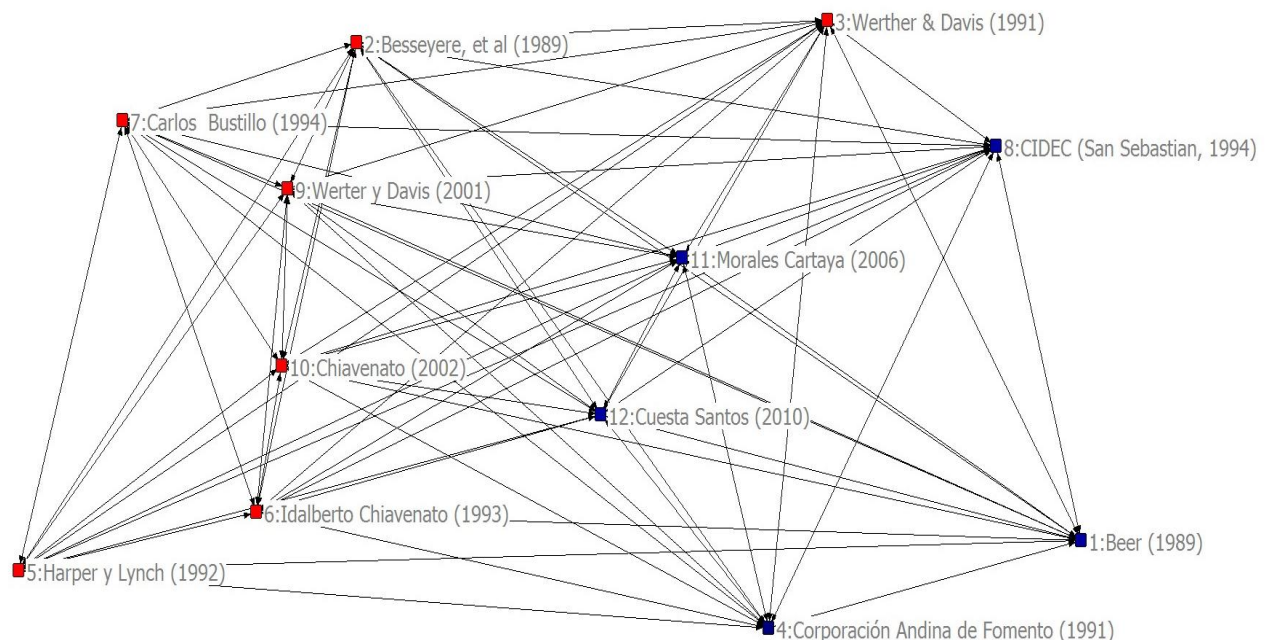 3:Werther & Davis (1991)
2:Besseyere, et al (1989)
7:Carlos Bustillo (1994)
8:CIDEC (San Sebastian, 1994)
9:Werter y Davis (2001)
11:Morales Cartaya (2006)
10:Chiavenato (2002)
12:Cuesta Santos (2010)
6:Idalberto Chiavenato (1993)
1:Beer (1989)
5:Harper y Lynch (1992)
4:Corporación Andina de Fomento (1991)